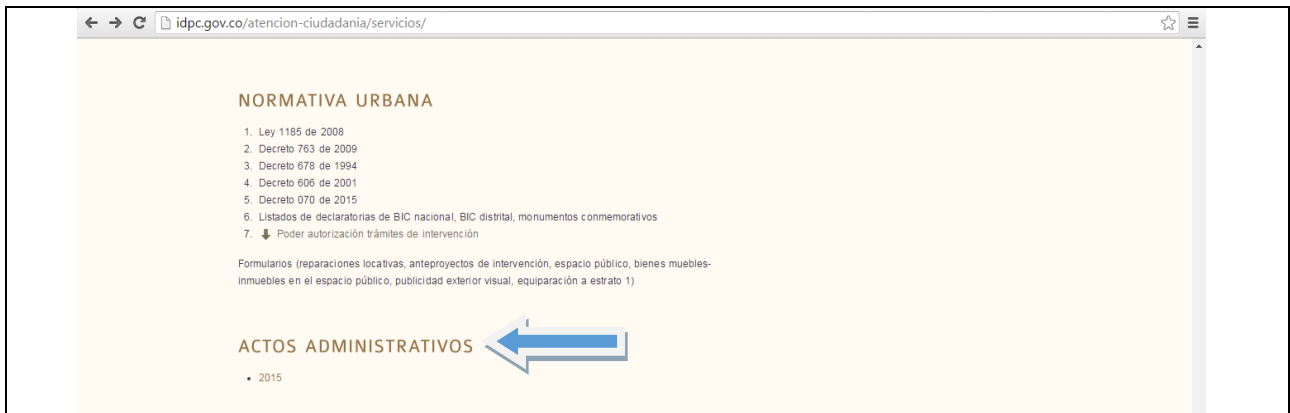 idpc.gov.co/atencion-ciudadania/servicios/
NORMATIVA URBANA
1. Ley 1185 de 2008
2. Decreto 763 de 2009
3. Decreto 678 de 1994
4. Decreto 606 de 2001
5. Decreto 070 de 2015
6. Listados de declaratorias de BIC nacional, BIC distrital, monumentos conmemorativos
7. Poder autorización trámites de intervención
Formularios (reparaciones locativas, anteproyectos de intervención, espacio público, bienes muebles-
inmuebles en el espacio público, publicidad exterior visual, equiparación a estrato 1)
ACTOS ADMINISTRATIVOS
• 2015